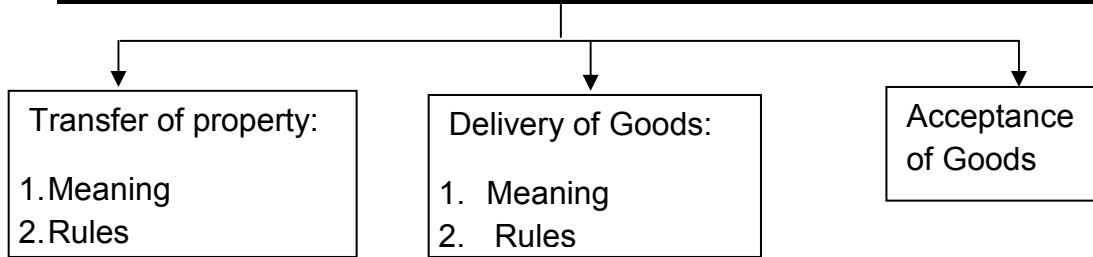 Transfer of property:
1.Meaning
2.Rules
Delivery of Goods:
1. Meaning
2. Rules
Acceptance
of Goods